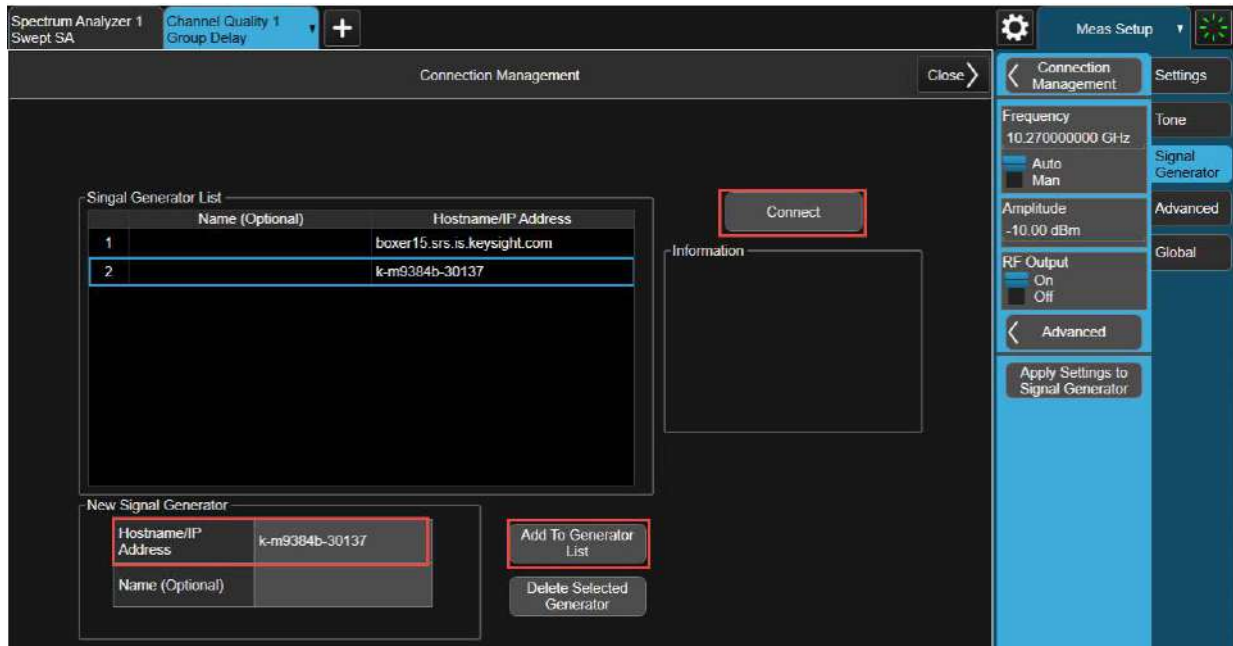 Spectrum Analyzer 1
Swept SA
Channel Quality 1
Group Delay
+
Meas Setup
Connection Management
Close
Connection
Management
Settings
Frequency
10.270000000 GHz
Auto
Man
Tone
Signal
Generator
Amplitude
-10.00 dBm
Advanced
RF Output
On
Off
Global
Advanced
Apply Settings to
Signal Generator
Singal Generator List
Name (Optional) Hostname/IP Address
1 boxer15.srs.is.keysight.com
2 k-m9384b-30137
Connect
Information
New Signal Generator
Hostname/IP
Address
k-m9384b-30137
Name (Optional)
Add To Generator
List
Delete Selected
Generator